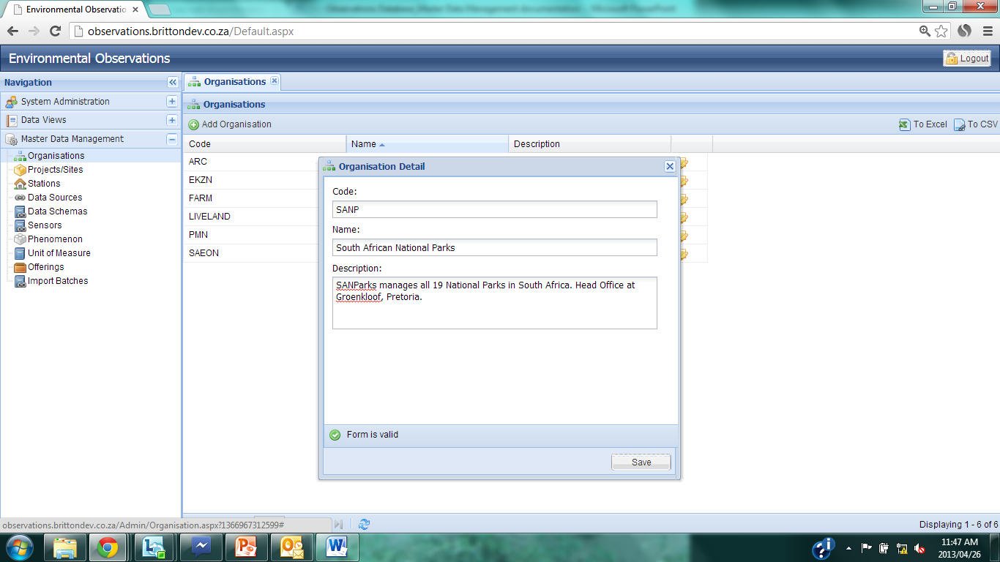 Observations Database_Master Data Management documentation - Microsoft PowerPoint
Environmental Observatio
observations.brittondev.co.za/Default.aspx
Environmental Observations
Logout
Navigation
System Administration
Data Views
Master Data Management
Organisations
Projects/Sites
Stations
Data Sources
Data Schemas
Sensors
Phenomenon
Unit of Measure
Offerings
Import Batches
Organisations
Organisations
Add Organisation
To Excel
To CSV
Code
Name
Description
ARC
EKZN
FARM
LIVELAND
PMN
SAEON
Organisation Detail
Code:
SANP
Name:
South African National Parks
Description:
SANParks manages all 19 National Parks in South Africa. Head Office at
Groenkloof, Pretoria.
Form is valid
Save
observations.brittondev.co.za/Admin/Organisation.aspx?1366967312599#
Displaying 1 - 6 of 6
11:47 AM
2013/04/26